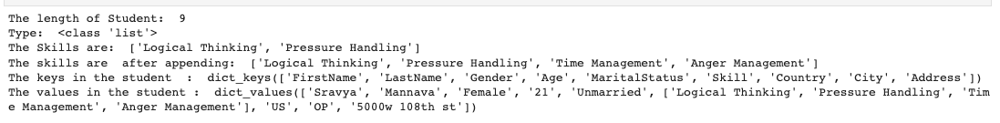 The length of Student:  9
Type:  <class 'list'>
The Skills are:  ['Logical Thinking', 'Pressure Handling']
The skills are  after appending:  ['Logical Thinking', 'Pressure Handling', 'Time Management', 'Anger Management']
The keys in the student  :  dict_keys(['FirstName', 'LastName', 'Gender', 'Age', 'MaritalStatus', 'Skill', 'Country', 'City', 'Address'])
The values in the student :  dict_values(['Sravya', 'Mannava', 'Female', '21', 'Unmarried', ['Logical Thinking', 'Pressure Handling', 'Tim
e Management', 'Anger Management'], 'US', 'OP', '5000w 108th st'])